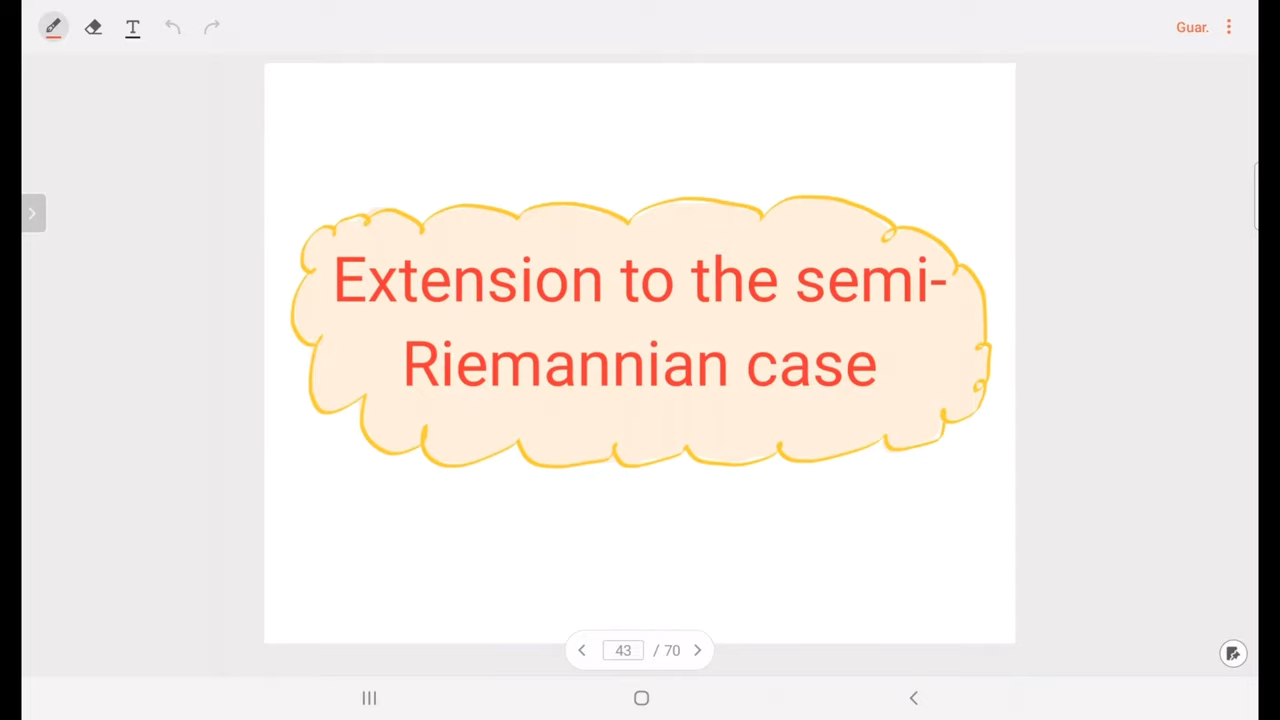 T
Guar.
Extension to the semi-
Riemannian case
43 / 70